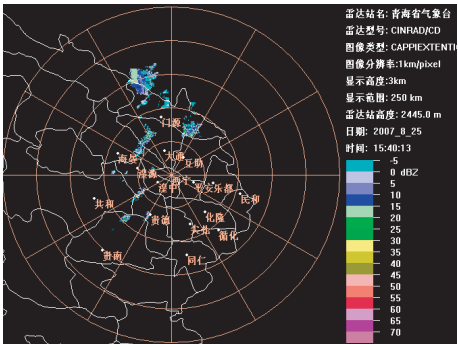 雷达站名: 青海省气象台
雷达型号: CINRAD/CD
图像类型: CAPPIEXTENTI
图像分辨率:1km/pixel
显示高度:3km
显示范围: 250 km
雷达站高度: 2445.0 m
日期: 2007_8_25
时间: 15:40:13
-5
0 dBZ
5
10
15
20
25
30
35
40
45
50
55
60
65
70
门源
海晏
大通
互助
湟源
西宁
湟中
平安
乐都
民和
共和
贵德
化隆
尖扎
循化
贵南
同仁